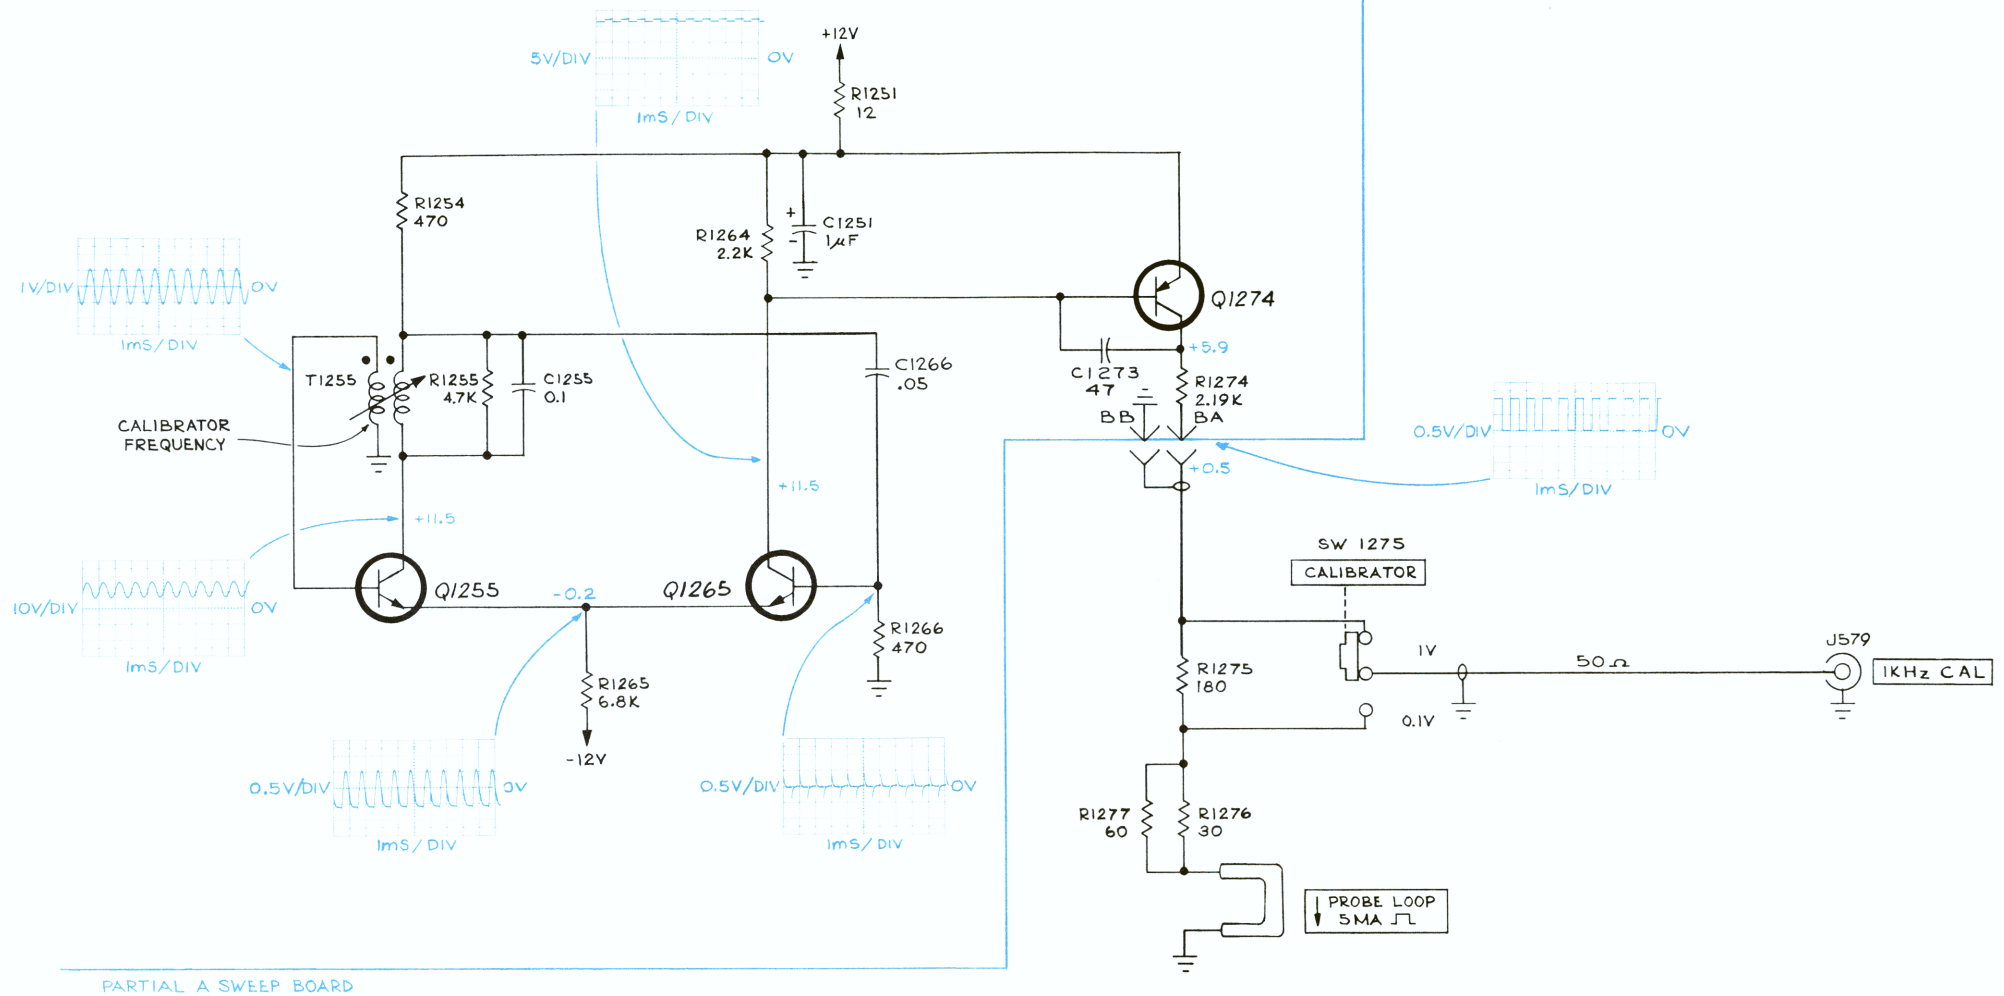 +12V
5V/DIV
0V
1mS/DIV
R1251
12
R1254
470
R1264
2.2K
+
-
C1251
1µF
1V/DIV
0V
1mS/DIV
Q1274
+5.9
C1273
47
R1274
2.19K
BB
BA
+0.5
T1255
R1255
4.7K
C1255
0.1
C1266
.05
CALIBRATOR
FREQUENCY
0.5V/DIV
0V
1mS/DIV
+11.5
+11.5
10V/DIV
0V
1mS/DIV
Q1255
-0.2
Q1265
R1266
470
R1265
6.8K
-12V
0.5V/DIV
0V
1mS/DIV
0.5V/DIV
0V
1mS/DIV
SW 1275
CALIBRATOR
1V
0.1V
50Ω
J579
1KHz CAL
R1275
180
R1277
60
R1276
30
PROBE LOOP
5MA
PARTIAL A SWEEP BOARD